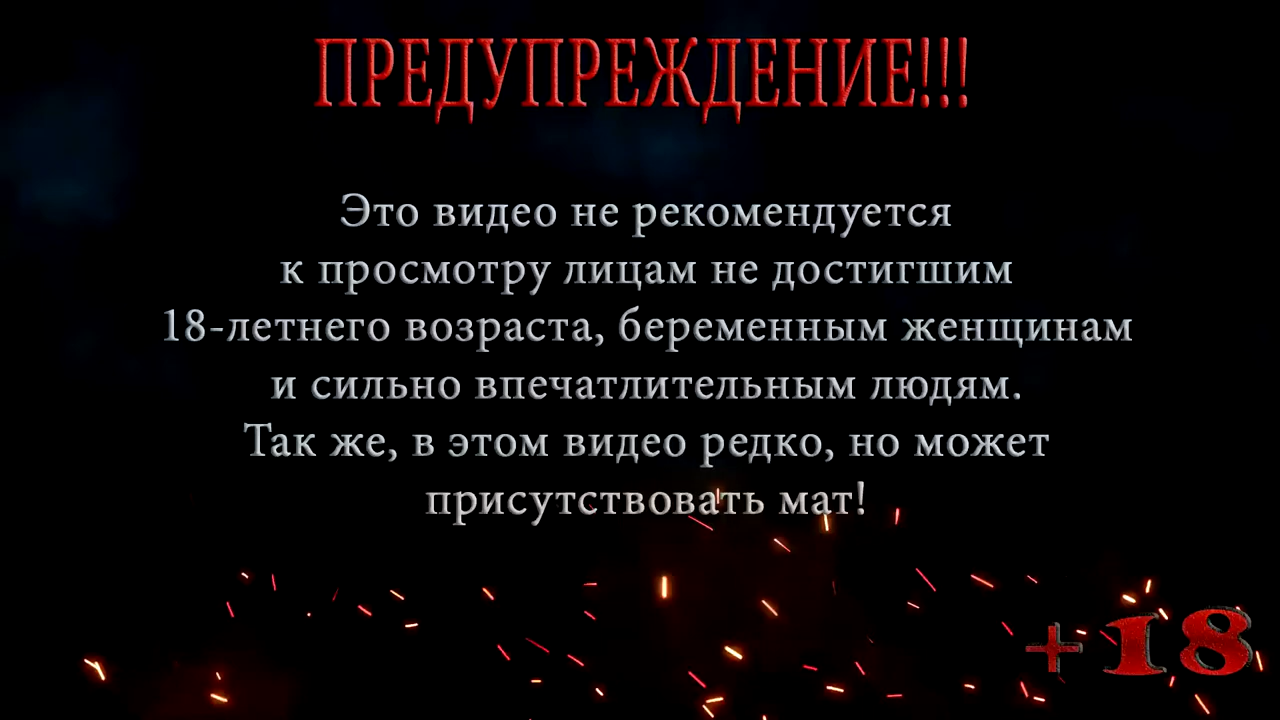 ПРЕДУПРЕЖДЕНИЕ!!!
Это видео не рекомендуется
к просмотру лицам не достигшим
18-летнего возраста, беременным женщинам
и сильно впечатлительным людям.
Так же, в этом видео редко, но может
присутствовать мат!
+18